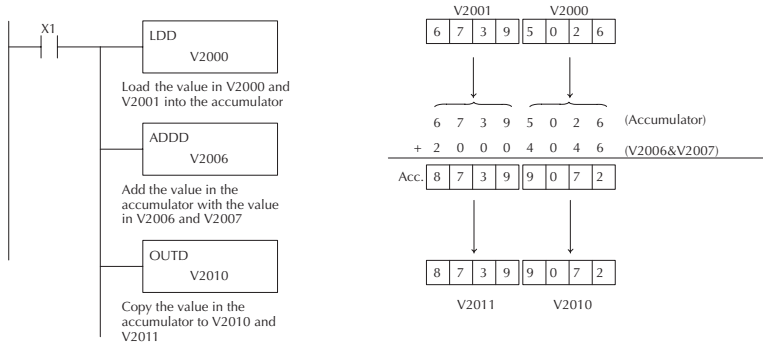 X1
LDD
V2000
Load the value in V2000 and
V2001 into the accumulator
ADDD
V2006
Add the value in the
accumulator with the value
in V2006 and V2007
OUTD
V2010
Copy the value in the
accumulator to V2010 and
V2011
V2001 V2000
6 7 3 9 5 0 2 6
6 7 3 9 5 0 2 6 (Accumulator)
+ 2 0 0 0 4 0 4 6 (V2006&V2007)
Acc. 8 7 3 9 9 0 7 2
8 7 3 9 9 0 7 2
V2011 V2010